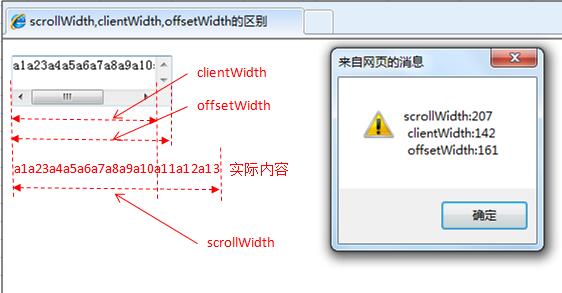 scrollWidth,clientWidth,offsetWidth的区别
a1a23a4a5a6a7a8a9a10
clientWidth
offsetWidth
a1a23a4a5a6a7a8a9a10a11a12a13 实际内容
scrollWidth
来自网页的消息
scrollWidth:207
clientWidth:142
offsetWidth:161
确定